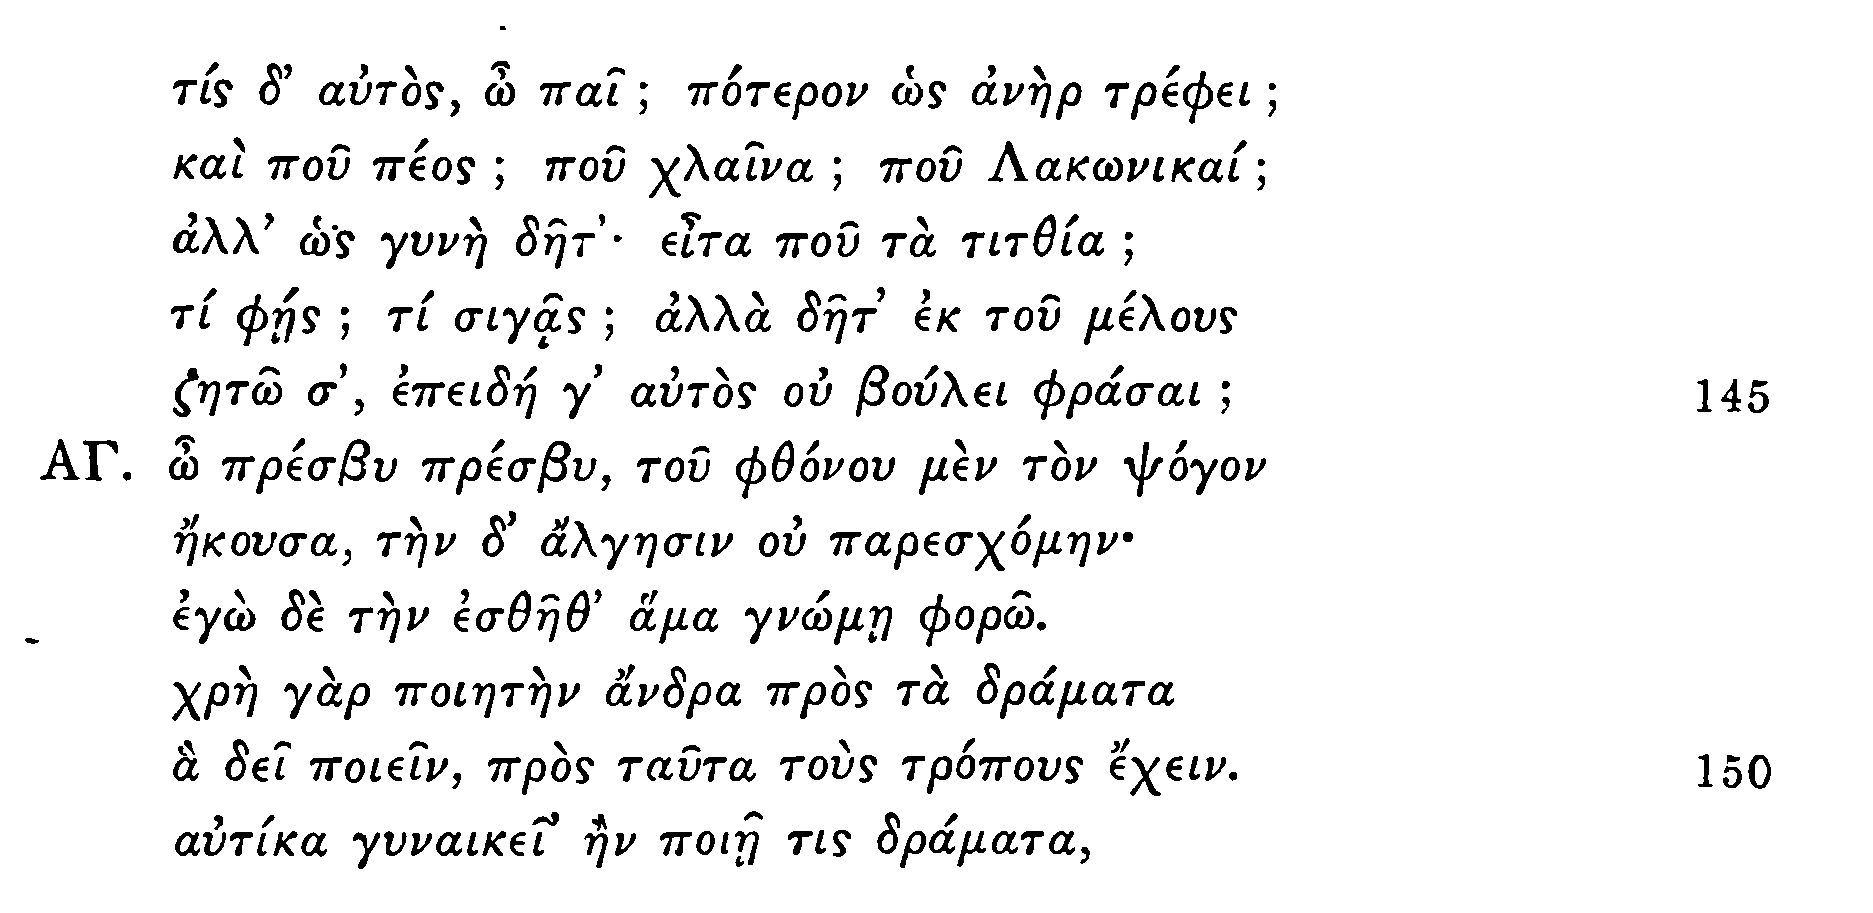 τίς δ’ αὐτὸς, ὦ παῖ ; πότερον ὡς ἀνὴρ τρέφει ;
καὶ ποῦ πέος ; ποῦ χλαῖνα ; ποῦ Λακωνικαί ;
ἀλλ’ ὡς γυνὴ δῆτ’· εἶτα ποῦ τὰ τιτθία ;
τί φῄς ; τί σιγᾷς ; ἀλλὰ δῆτ’ ἐκ τοῦ μέλους
ζητῶ σ’, ἐπειδή γ’ αὐτὸς οὐ βούλει φράσαι ; 145
ΑΓ. ὦ πρέσβυ πρέσβυ, τοῦ φθόνου μὲν τὸν ψόγον
ἤκουσα, τὴν δ’ ἄλγησιν οὐ παρεσχόμην·
ἐγὼ δὲ τὴν ἐσθῆθ’ ἅμα γνώμῃ φορῶ.
χρὴ γὰρ ποιητὴν ἄνδρα πρὸς τὰ δράματα
ἃ δεῖ ποιεῖν, πρὸς ταῦτα τοὺς τρόπους ἔχειν. 150
αὐτίκα γυναικεῖ’ ἢν ποιῇ τις δράματα,